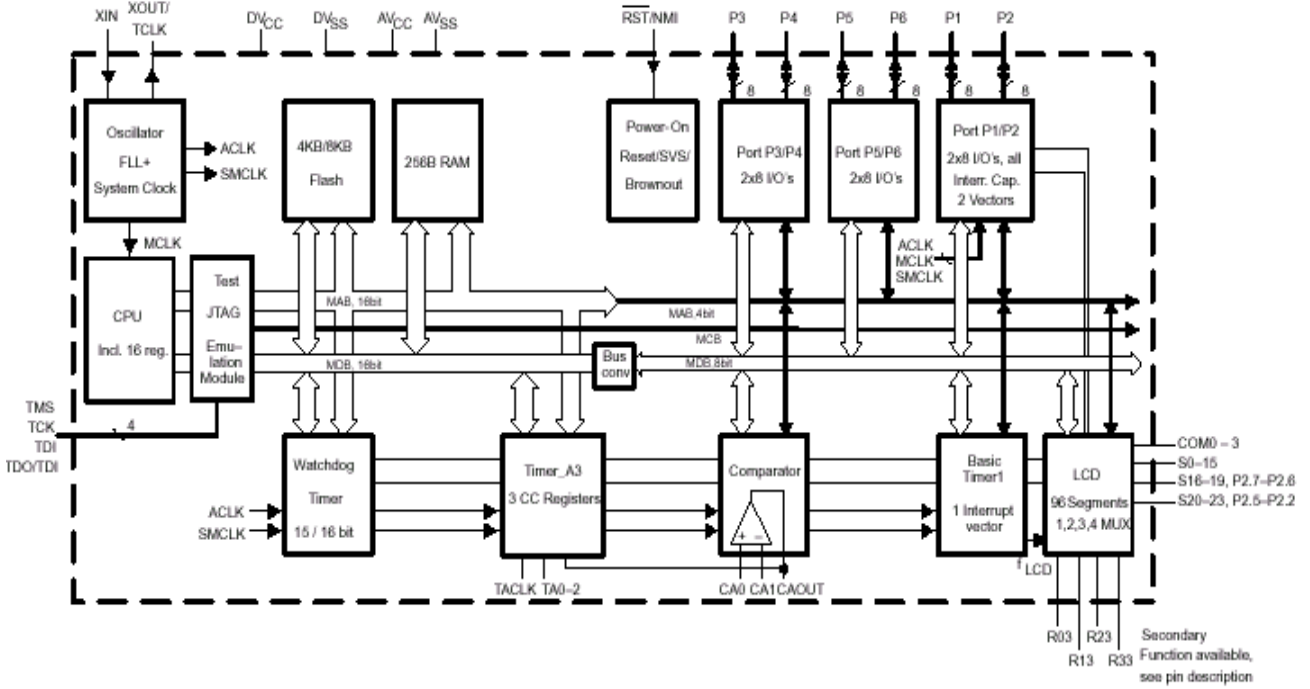 XIN
XOUT/
TCLK
DVCC
DVSS
AVCC
AVSS
RST/NMI
P3
P4
P5
P6
P1
P2
8
8
8
8
8
8
Oscillator
FLL+
System Clock
ACLK
SMCLK
4KB/8KB
Flash
256B RAM
Power-On
Reset/SVS/
Brownout
Port P3/P4
2x8 I/O's
Port P5/P6
2x8 I/O's
Port P1/P2
2x8 I/O's, all
Interr. Cap.
2 Vectors
MCLK
ACLK
MCLK
SMCLK
CPU
Incl. 16 reg.
Test
JTAG
Emu–
lation
Module
MAB, 16bit
MAB,4bit
MCB
MDB, 16bit
Bus
conv
MDB,8bit
TMS
TCK
TDI
TDO/TDI
4
Watchdog
Timer
15 / 16 bit
Timer_A3
3 CC Registers
Comparator
+ –
Basic
Timer1
1 Interrupt
vector
LCD
96 Segments
1,2,3,4 MUX
COM0 – 3
S0–15
S16–19, P2.7–P2.6
S20–23, P2.5–P2.2
ACLK
SMCLK
fLCD
TACLK TA0–2
CA0 CA1CAOUT
R03
R23
R13
R33
Secondary
Function available,
see pin description